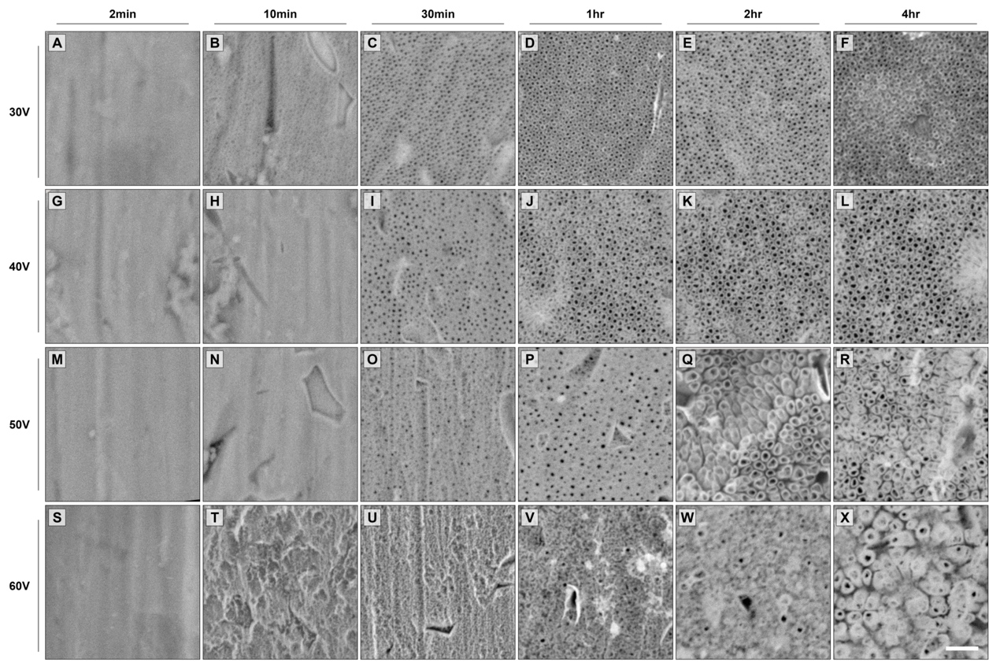 2min 10min 30min 1hr 2hr 4hr
30V A B C D E F
40V G H I J K L
50V M N O P Q R
60V S T U V W X